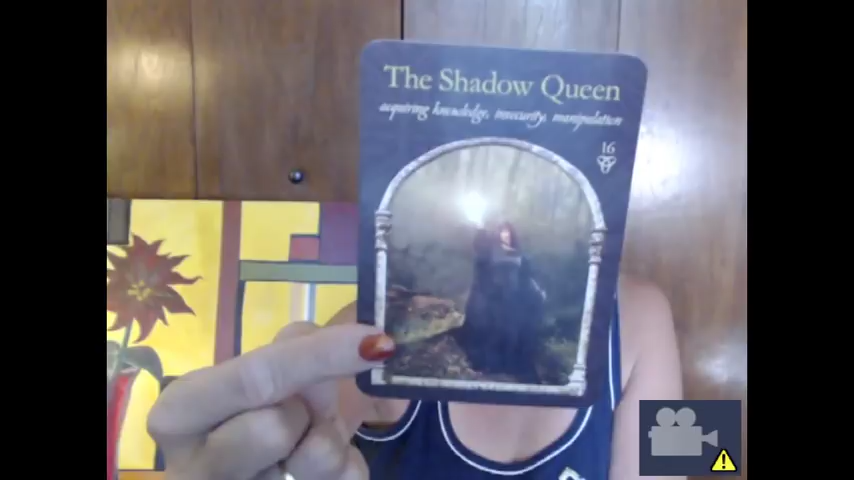 The Shadow Queen
acquiring knowledge, insecurity, manipulation
16